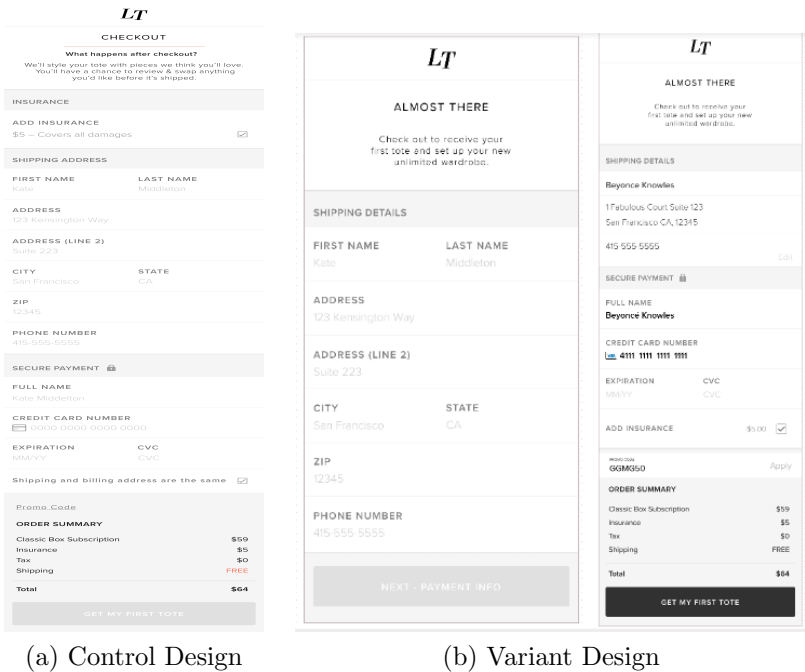 LT
CHECKOUT
What happens after checkout?
We'll style your tote with pieces we think you'll love.
You'll have a chance to review & swap anything
you'd like before it's shipped.
INSURANCE
ADD INSURANCE
$5 – Covers all damages
SHIPPING ADDRESS
FIRST NAME LAST NAME
Kate Middleton
ADDRESS
123 Kensington Way
ADDRESS (LINE 2)
Suite 223
CITY STATE
San Francisco CA
ZIP
12345
PHONE NUMBER
415-555-5555
SECURE PAYMENT
FULL NAME
Kate Middleton
CREDIT CARD NUMBER
0000 0000 0000 0000
EXPIRATION CVC
MM/YY CVC
Shipping and billing address are the same
Promo Code
ORDER SUMMARY
Classic Box Subscription $59
Insurance $5
Tax $0
Shipping FREE
Total $64
GET MY FIRST TOTE
(a) Control Design
LT
ALMOST THERE
Check out to receive your
first tote and set up your new
unlimited wardrobe.
SHIPPING DETAILS
FIRST NAME LAST NAME
Kate Middleton
ADDRESS
123 Kensington Way
ADDRESS (LINE 2)
Suite 223
CITY STATE
San Francisco CA
ZIP
12345
PHONE NUMBER
415-555-5555
NEXT - PAYMENT INFO
LT
ALMOST THERE
Check out to receive your
first tote and set up your new
unlimited wardrobe.
SHIPPING DETAILS
Beyonce Knowles
1 Fabulous Court Suite 123
San Francisco CA, 12345
415 555 5555
Edit
SECURE PAYMENT
FULL NAME
Beyoncé Knowles
CREDIT CARD NUMBER
4111 1111 1111 1111
EXPIRATION CVC
MM/YY CVC
ADD INSURANCE $5.00
PROMO CODE
GGMG50 Apply
ORDER SUMMARY
Classic Box Subscription $59
Insurance $5
Tax $0
Shipping FREE
Total $64
GET MY FIRST TOTE
(b) Variant Design